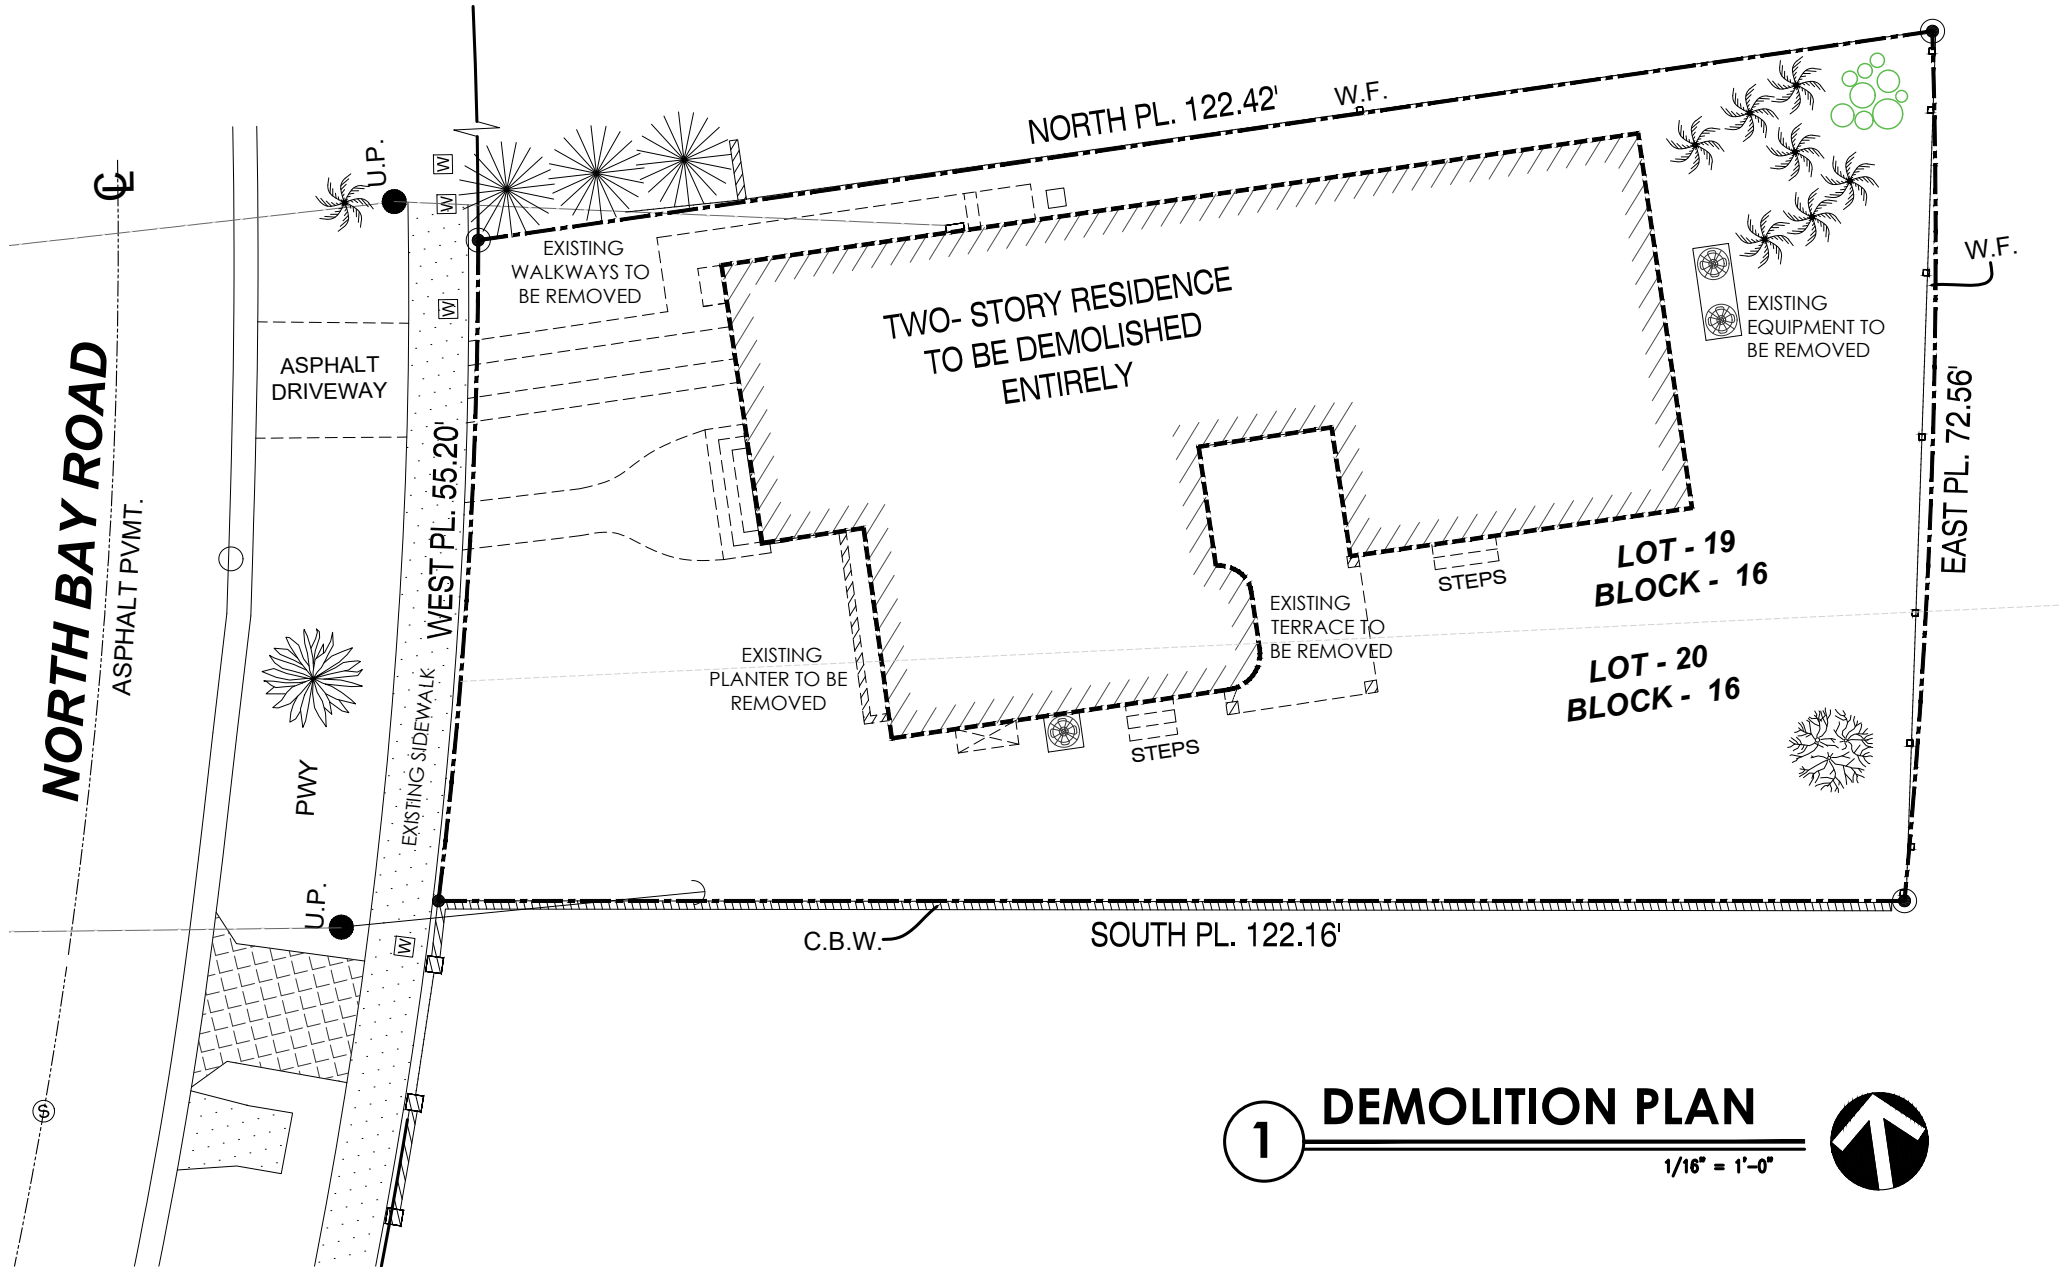 NORTH PL. 122.42'
W.F.
U.P.
CL
W
W
W
EXISTING
WALKWAYS TO
BE REMOVED
TWO- STORY RESIDENCE
TO BE DEMOLISHED
ENTIRELY
W.F.
EXISTING
EQUIPMENT TO
BE REMOVED
ASPHALT
DRIVEWAY
NORTH BAY ROAD
ASPHALT PVMT.
WEST PL. 55.20'
EAST PL. 72.56'
LOT - 19
BLOCK - 16
STEPS
EXISTING
TERRACE TO
BE REMOVED
EXISTING
PLANTER TO BE
REMOVED
LOT - 20
BLOCK - 16
EXISTING SIDEWALK
PWY
STEPS
U.P.
W
C.B.W.
SOUTH PL. 122.16'
S
1
DEMOLITION PLAN
1/16" = 1'-0"